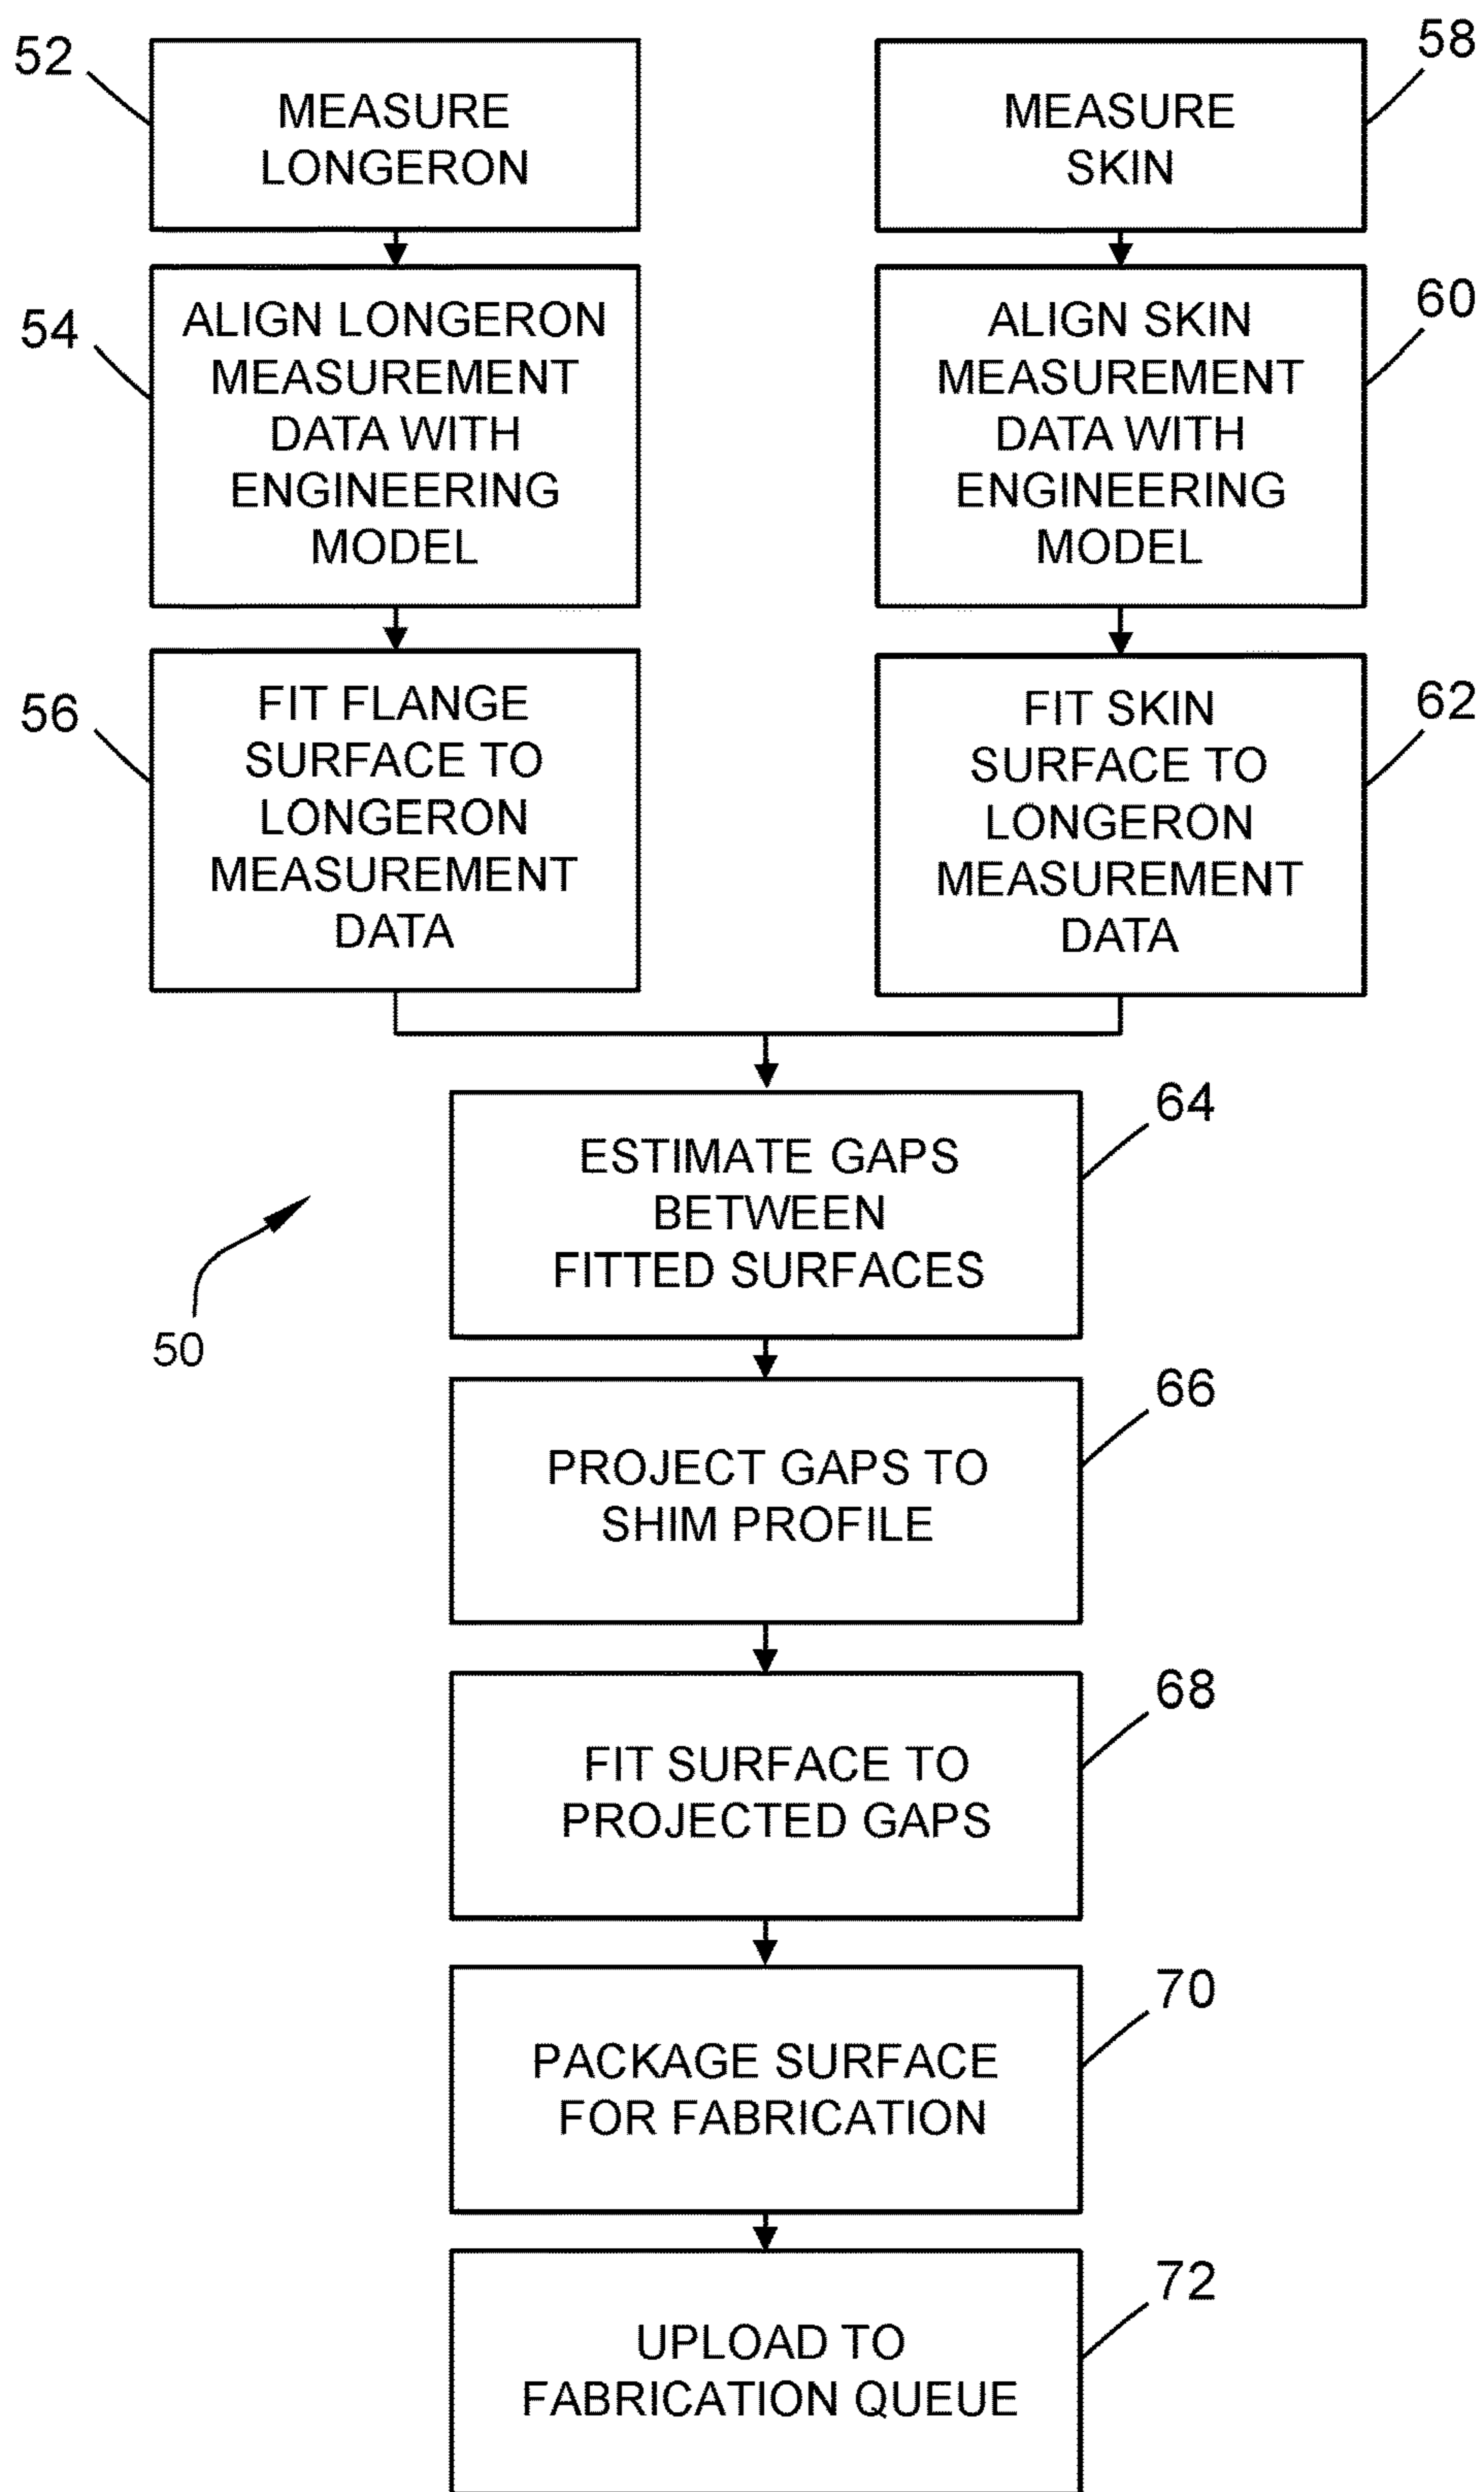 52
MEASURE
LONGERON
58
MEASURE
SKIN
54
ALIGN LONGERON
MEASUREMENT
DATA WITH
ENGINEERING
MODEL
60
ALIGN SKIN
MEASUREMENT
DATA WITH
ENGINEERING
MODEL
56
FIT FLANGE
SURFACE TO
LONGERON
MEASUREMENT
DATA
62
FIT SKIN
SURFACE TO
LONGERON
MEASUREMENT
DATA
64
ESTIMATE GAPS
BETWEEN
FITTED SURFACES
50
66
PROJECT GAPS TO
SHIM PROFILE
68
FIT SURFACE TO
PROJECTED GAPS
70
PACKAGE SURFACE
FOR FABRICATION
72
UPLOAD TO
FABRICATION QUEUE